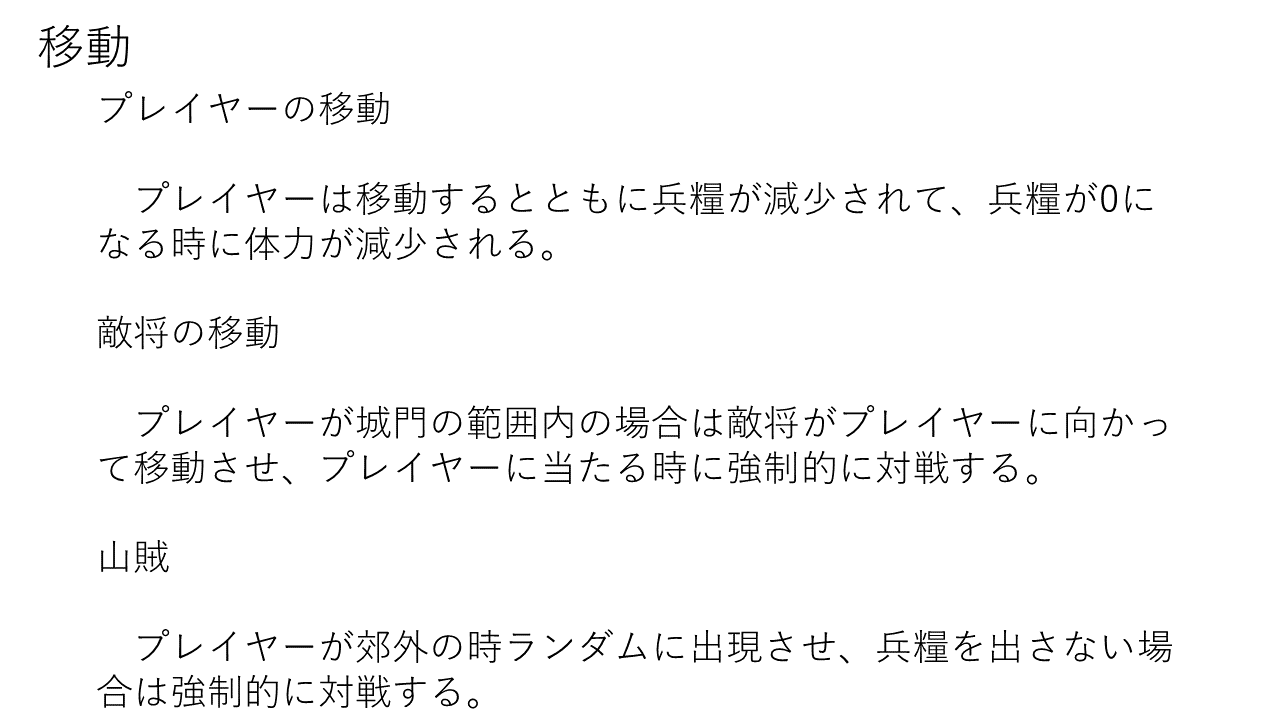 移動
プレイヤーの移動
プレイヤーは移動するとともに兵糧が減少されて、兵糧が0に
なる時に体力が減少される。
敵将の移動
プレイヤーが城門の範囲内の場合は敵将がプレイヤーに向かっ
て移動させ、プレイヤーに当たる時に強制的に対戦する。
山賊
プレイヤーが郊外の時ランダムに出現させ、兵糧を出さない場
合は強制的に対戦する。